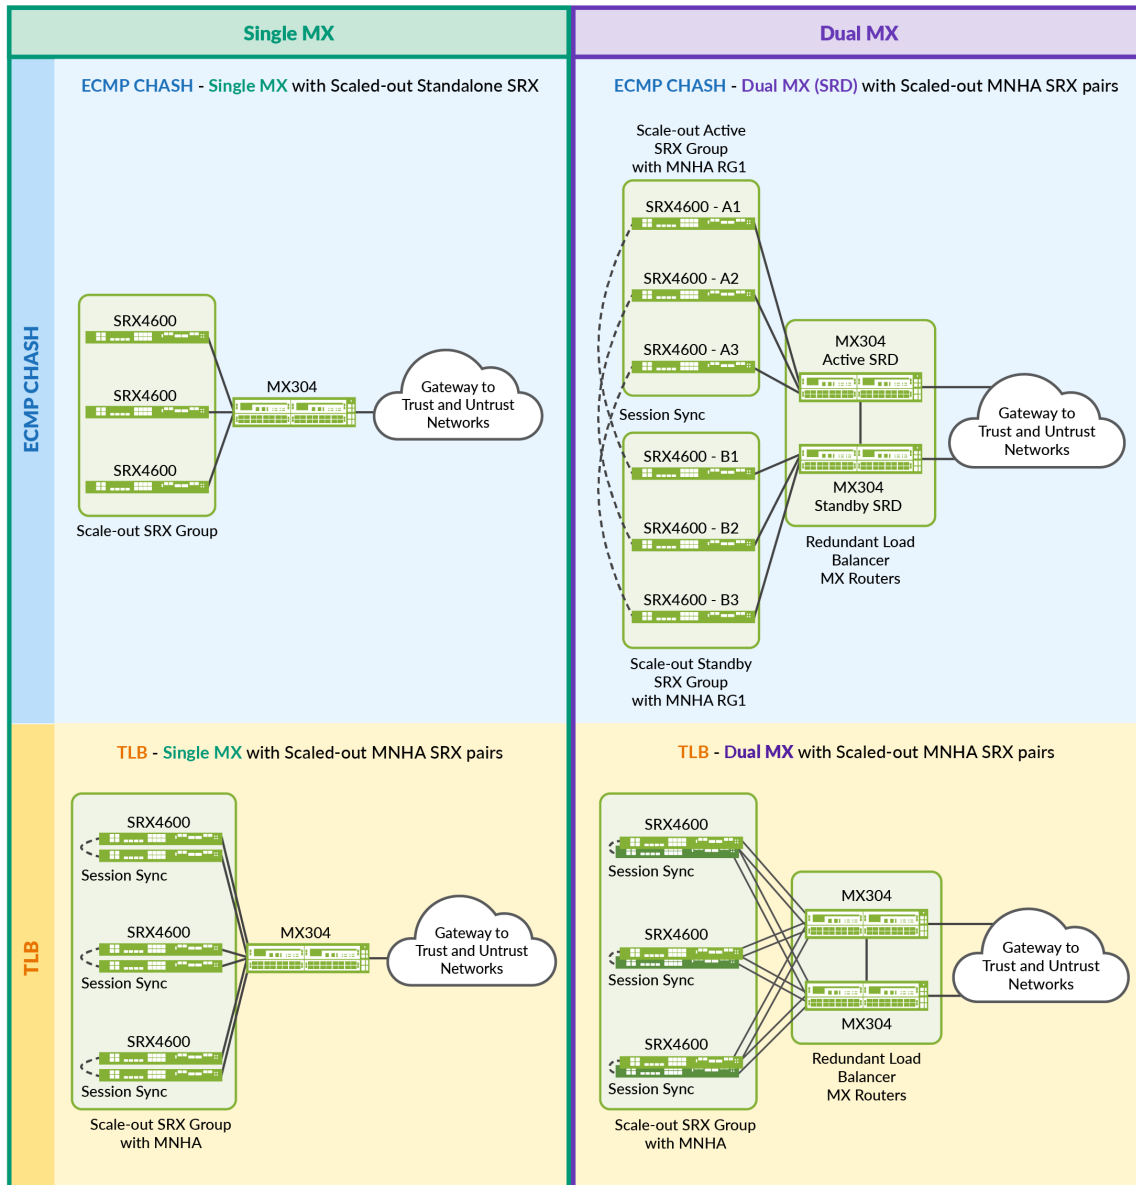 Single MX
Dual MX
ECMP CHASH
ECMP CHASH - Single MX with Scaled-out Standalone SRX
SRX4600
SRX4600
SRX4600
Scale-out SRX Group
MX304
Gateway to
Trust and Untrust
Networks
ECMP CHASH - Dual MX (SRD) with Scaled-out MNHA SRX pairs
Scale-out Active
SRX Group
with MNHA RG1
SRX4600 - A1
SRX4600 - A2
SRX4600 - A3
Session Sync
SRX4600 - B1
SRX4600 - B2
SRX4600 - B3
Scale-out Standby
SRX Group
with MNHA RG1
MX304
Active SRD
MX304
Standby SRD
Redundant Load
Balancer
MX Routers
Gateway to
Trust and Untrust
Networks
TLB
TLB - Single MX with Scaled-out MNHA SRX pairs
SRX4600
Session Sync
SRX4600
Session Sync
SRX4600
Session Sync
Scale-out SRX Group
with MNHA
MX304
Gateway to
Trust and Untrust
Networks
TLB - Dual MX with Scaled-out MNHA SRX pairs
SRX4600
Session Sync
SRX4600
Session Sync
SRX4600
Session Sync
Scale-out SRX Group
with MNHA
MX304
MX304
Redundant Load
Balancer
MX Routers
Gateway to
Trust and Untrust
Networks